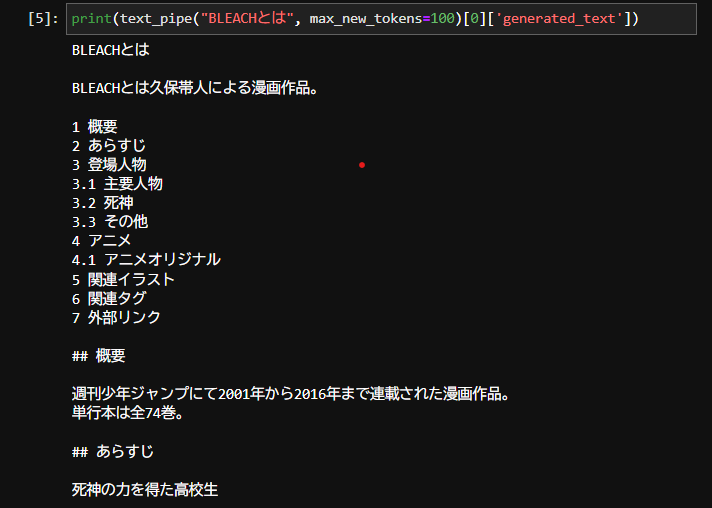 [5]: print(text_pipe("BLEACHとは", max_new_tokens=100)[0]['generated_text'])
BLEACHとは
BLEACHとは久保帯人による漫画作品。
1 概要
2 あらすじ
3 登場人物
3.1 主要人物
3.2 死神
3.3 その他
4 アニメ
4.1 アニメオリジナル
5 関連イラスト
6 関連タグ
7 外部リンク
## 概要
週刊少年ジャンプにて2001年から2016年まで連載された漫画作品。
単行本は全74巻。
## あらすじ
死神の力を得た高校生